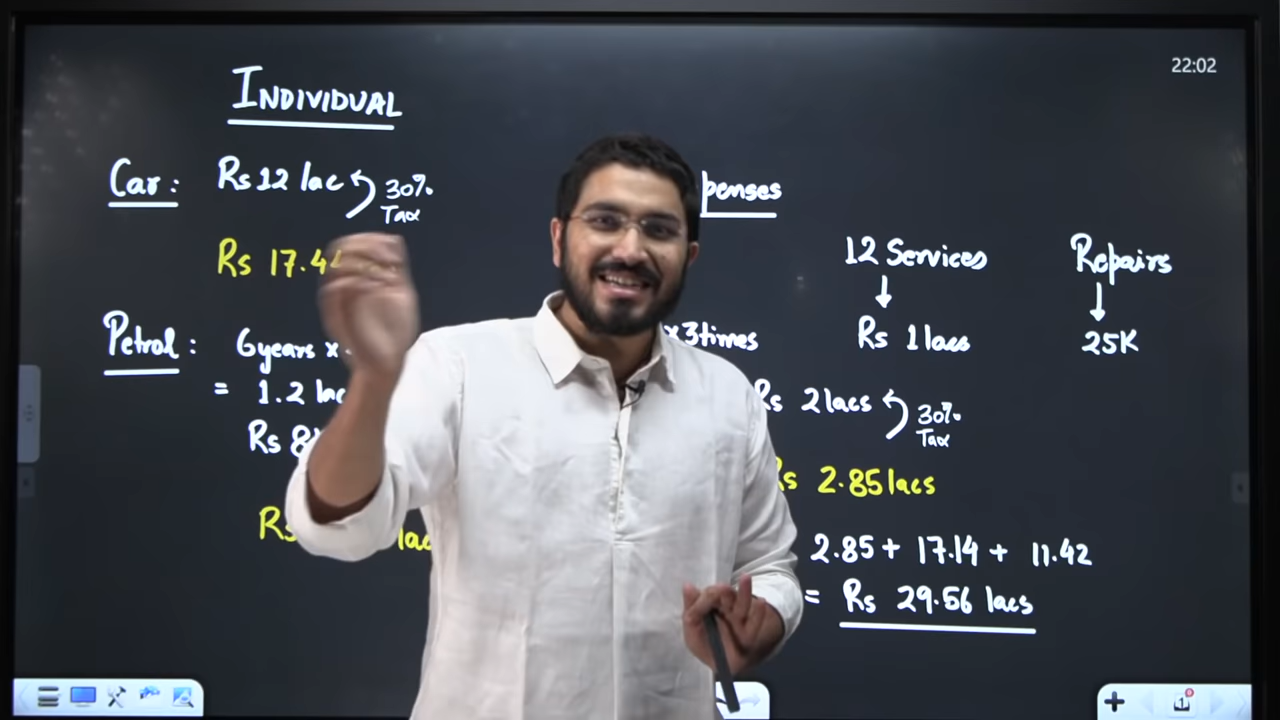 22:02
INDIVIDUAL
Car: Rs 12 lac 30% Tax
Rs 17.4
Petrol: 6years x
= 1.2 lac
Rs 8
Rs lac
penses
12 Services
Repairs
x3times
Rs 1 lacs
25K
Rs 2 lacs 30% Tax
Rs 2.85 lacs
2.85 + 17.14 + 11.42
= Rs 29.56 lacs